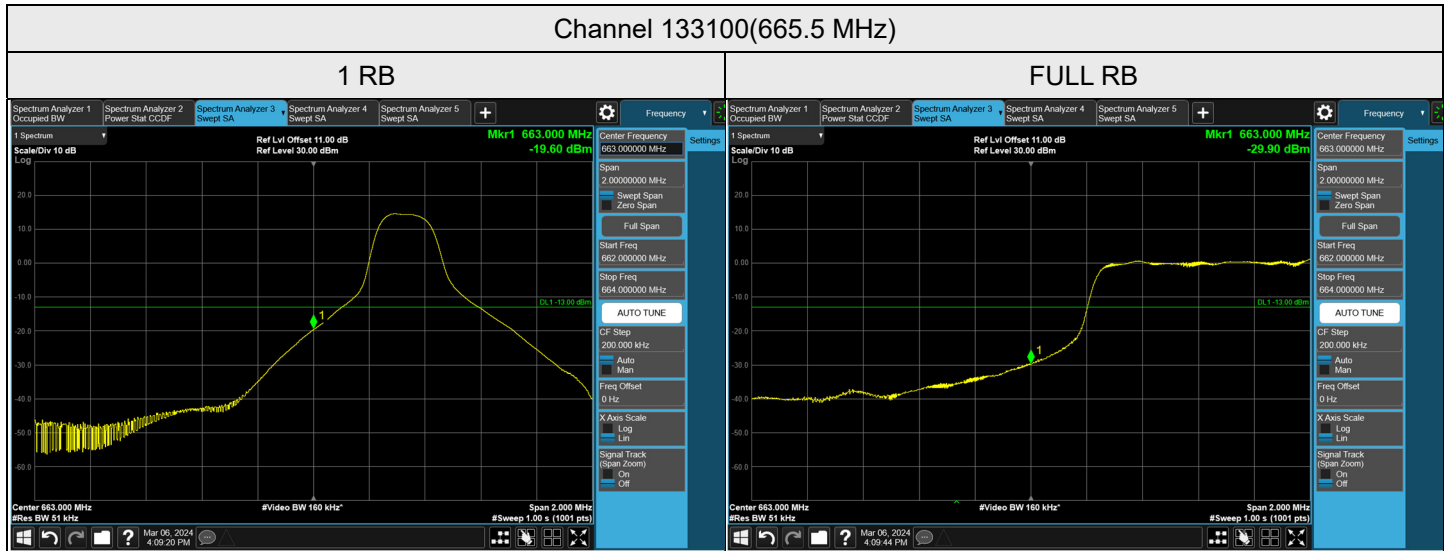 Channel 133100(665.5 MHz)
1 RB
FULL RB
Spectrum Analyzer 1
Occupied BW
Spectrum Analyzer 2
Power Stat CCDF
Spectrum Analyzer 3
Swept SA
Spectrum Analyzer 4
Swept SA
Spectrum Analyzer 5
Swept SA
+
Frequency
Settings
1 Spectrum
Scale/Div 10 dB
Log
Ref Lvl Offset 11.00 dB
Ref Level 30.00 dBm
Mkr1 663.000 MHz
-19.60 dBm
20.0
10.0
0.00
-10.0
-20.0
-30.0
-40.0
-50.0
-60.0
DL1 -13.00 dBm
1
Center 663.000 MHz
#Res BW 51 kHz
#Video BW 160 kHz*
Span 2.000 MHz
#Sweep 1.00 s (1001 pts)
Center Frequency
663.000000 MHz
Span
2.00000000 MHz
Swept Span
Zero Span
Full Span
Start Freq
662.000000 MHz
Stop Freq
664.000000 MHz
AUTO TUNE
CF Step
200.000 kHz
Auto
Man
Freq Offset
0 Hz
X Axis Scale
Log
Lin
Signal Track
(Span Zoom)
On
Off
?
Mar 06, 2024
4:09:20 PM
Spectrum Analyzer 1
Occupied BW
Spectrum Analyzer 2
Power Stat CCDF
Spectrum Analyzer 3
Swept SA
Spectrum Analyzer 4
Swept SA
Spectrum Analyzer 5
Swept SA
+
Frequency
Settings
1 Spectrum
Scale/Div 10 dB
Log
Ref Lvl Offset 11.00 dB
Ref Level 30.00 dBm
Mkr1 663.000 MHz
-29.90 dBm
20.0
10.0
0.00
-10.0
-20.0
-30.0
-40.0
-50.0
-60.0
DL1 -13.00 dBm
1
Center 663.000 MHz
#Res BW 51 kHz
#Video BW 160 kHz*
Span 2.000 MHz
#Sweep 1.00 s (1001 pts)
Center Frequency
663.000000 MHz
Span
2.00000000 MHz
Swept Span
Zero Span
Full Span
Start Freq
662.000000 MHz
Stop Freq
664.000000 MHz
AUTO TUNE
CF Step
200.000 kHz
Auto
Man
Freq Offset
0 Hz
X Axis Scale
Log
Lin
Signal Track
(Span Zoom)
On
Off
?
Mar 06, 2024
4:09:44 PM